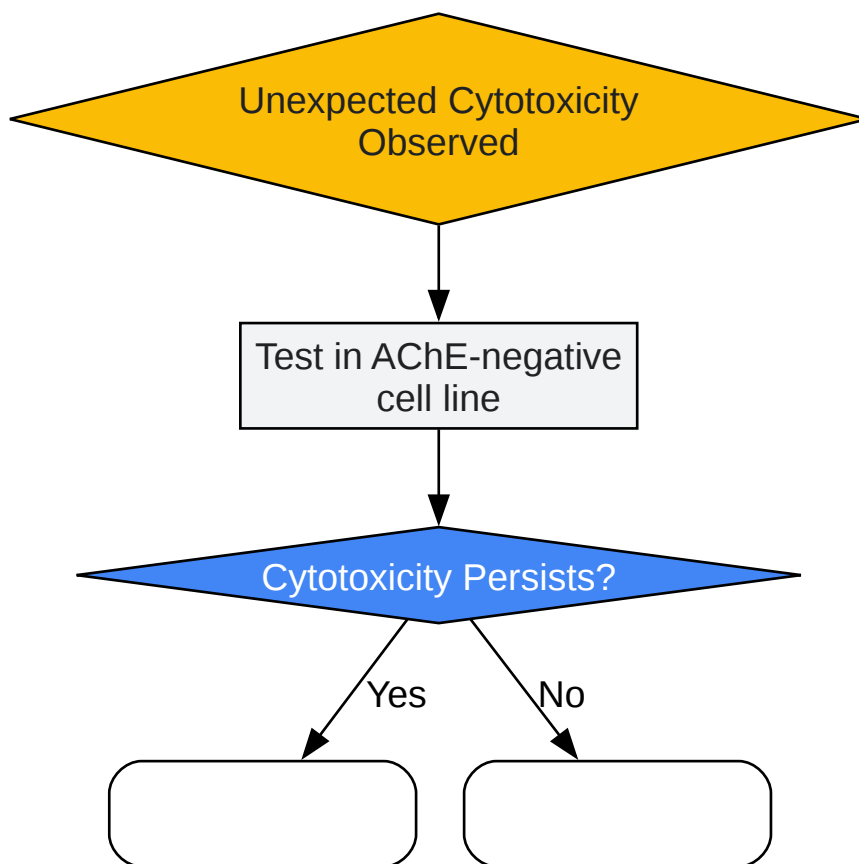 Unexpected Cytotoxicity
Observed
Test in AChE-negative
cell line
Cytotoxicity Persists?
Yes
No